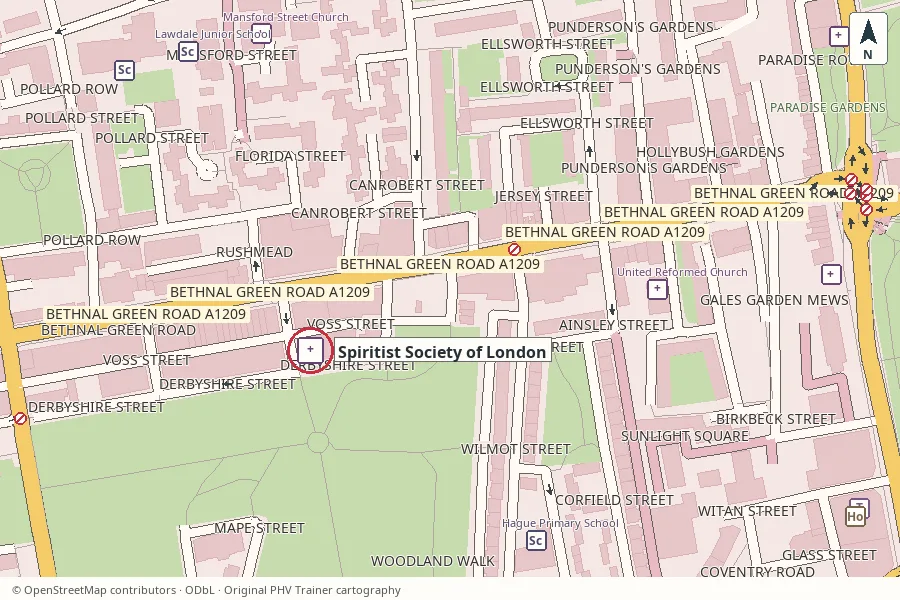 Mansford Street Church
PUNDERSON'S GARDENS
Lawdale Junior School
ELLSWORTH STREET
N
MANSFORD STREET
PARADISE RO
Sc
Sc
PUNDERSON'S GARDENS
POLLARD ROW
ELLSWORTH STREET
PARADISE GARDENS
POLLARD STREET
ELLSWORTH STREET
POLLARD STREET
FLORIDA STREET
HOLLYBUSH GARDENS
PUNDERSON'S GARDENS
CANROBERT STREET
JERSEY STREET
BETHNAL GREEN ROAD A1209
CANROBERT STREET
BETHNAL GREEN ROAD A1209
BETHNAL GREEN ROAD A1209
POLLARD ROW
RUSHMEAD
BETHNAL GREEN ROAD A1209
United Reformed Church
BETHNAL GREEN ROAD A1209
GALES GARDEN MEWS
BETHNAL GREEN ROAD A1209
BETHNAL GREEN ROAD
VOSS STREET
AINSLEY STREET
Spiritist Society of London
REET
VOSS STREET
DERBYSHIRE STREET
DERBYSHIRE STREET
DERBYSHIRE STREET
BIRKBECK STREET
SUNLIGHT SQUARE
WILMOT STREET
CORFIELD STREET
WITAN STREET
Ho
MAPE STREET
Hague Primary School
Sc
GLASS STREET
WOODLAND WALK
COVENTRY ROAD
© OpenStreetMap contributors · ODbL · Original PHV Trainer cartography